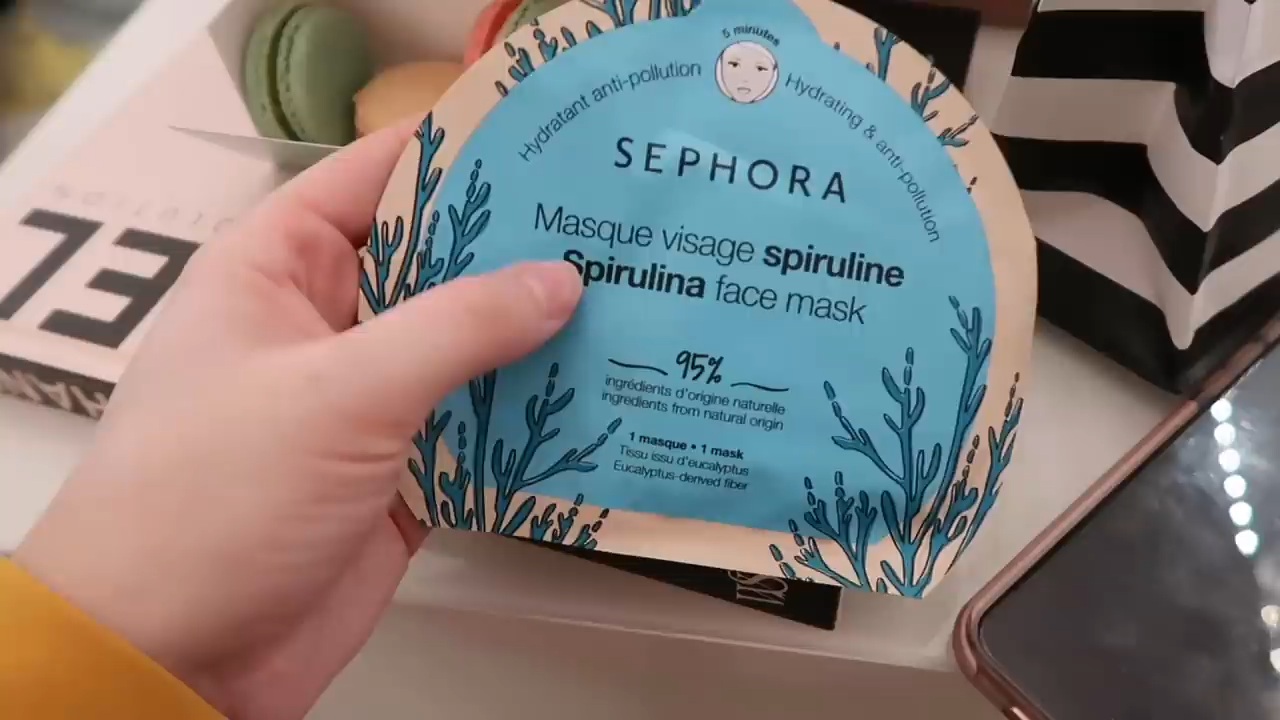 5 minutes
Hydratant anti-pollution
Hydrating & anti-pollution
SEPHORA
Masque visage spiruline
Spirulina face mask
95%
ingrédients d'origine naturelle
ingredients from natural origin
1 masque • 1 mask
Tissu issu d'eucalyptus
Eucalyptus-derived fiber